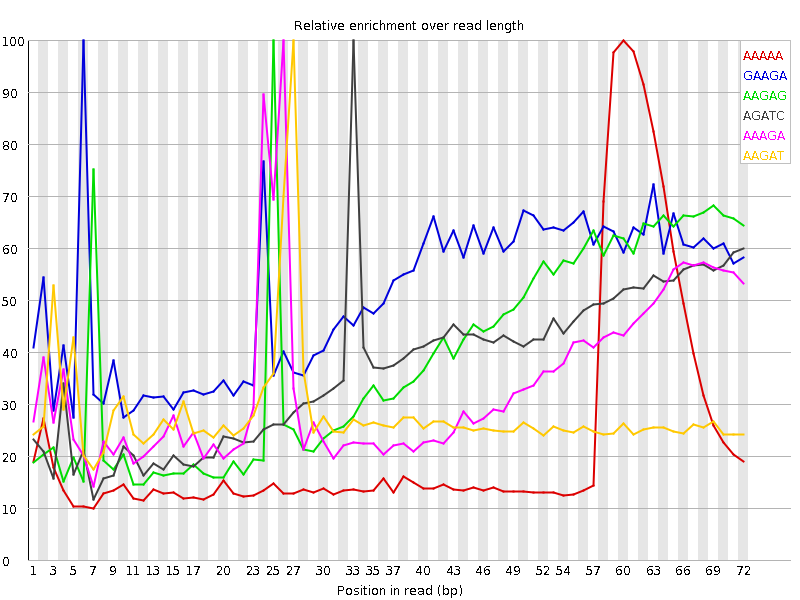 Relative enrichment over read length
100
90
80
70
60
50
40
30
20
10
0
AAAAA
GAAGA
AAGAG
AGATC
AAAGA
AAGAT
1 2 3 5 7 9 11 13 15 17 20 23 25 27 30 33 35 37 40 43 46 49 52 54 57 60 63 66 69 72
Position in read (bp)